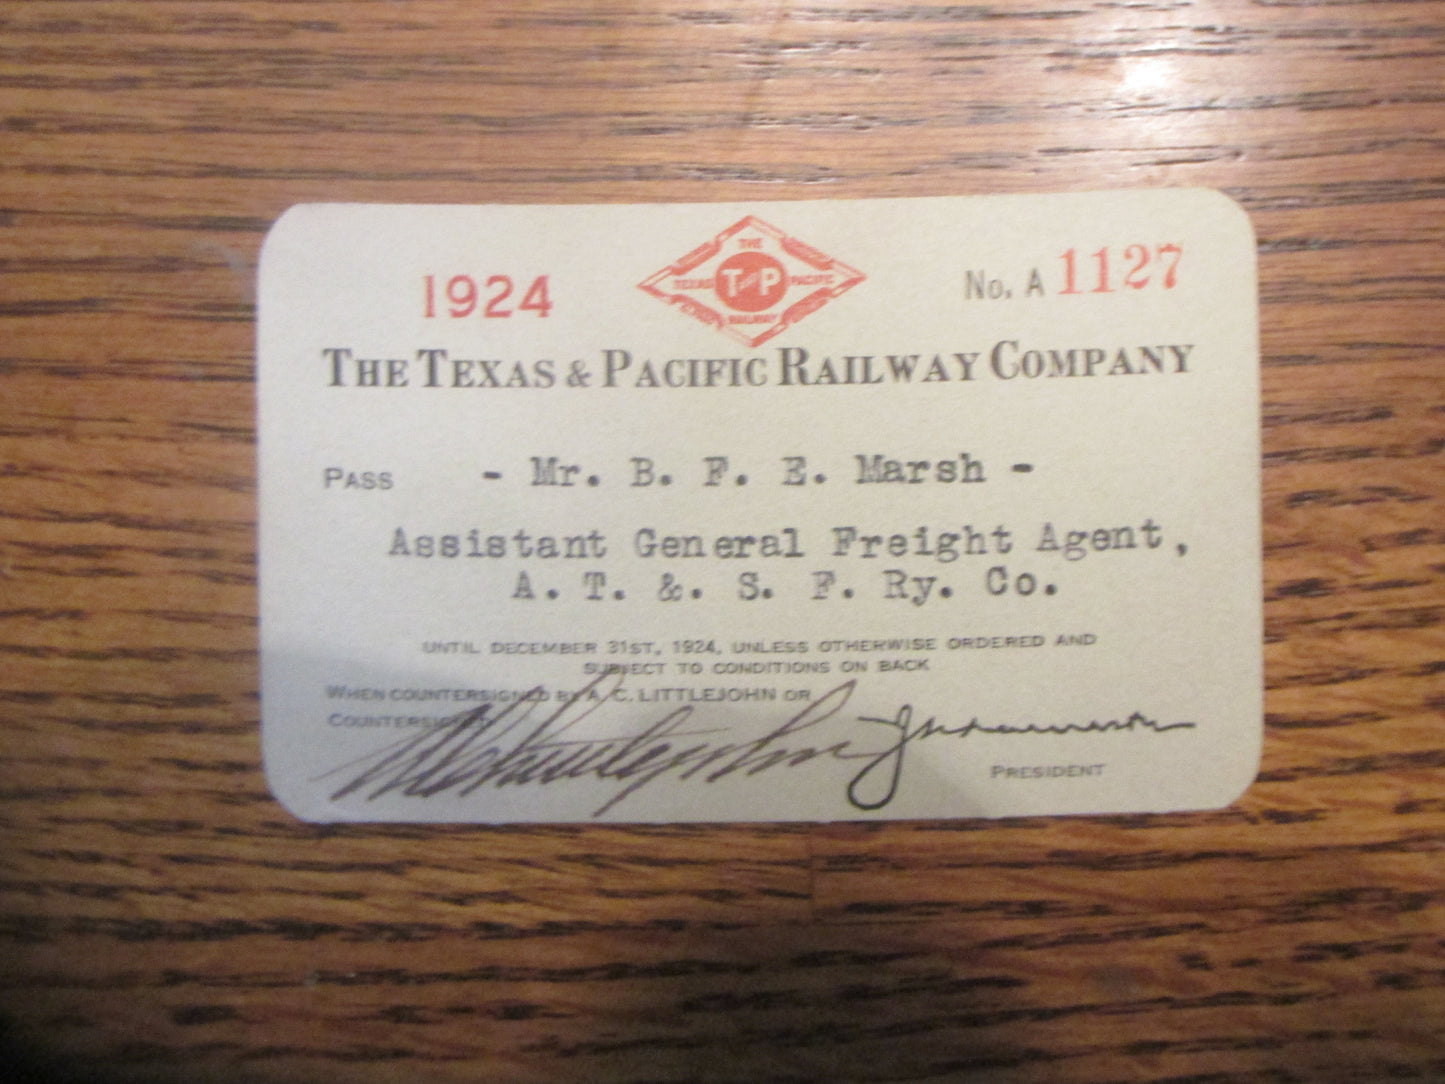 1924
THE
TEXAS T AND P PACIFIC
RAILWAY
No. A 1127
THE TEXAS & PACIFIC RAILWAY COMPANY
PASS - Mr. B. F. E. Marsh -
Assistant General Freight Agent,
A. T. &. S. F. Ry. Co.
UNTIL DECEMBER 31ST, 1924, UNLESS OTHERWISE ORDERED AND
SUBJECT TO CONDITIONS ON BACK
WHEN COUNTERSIGNED BY A. C. LITTLEJOHN OR
COUNTERSIGNED
PRESIDENT